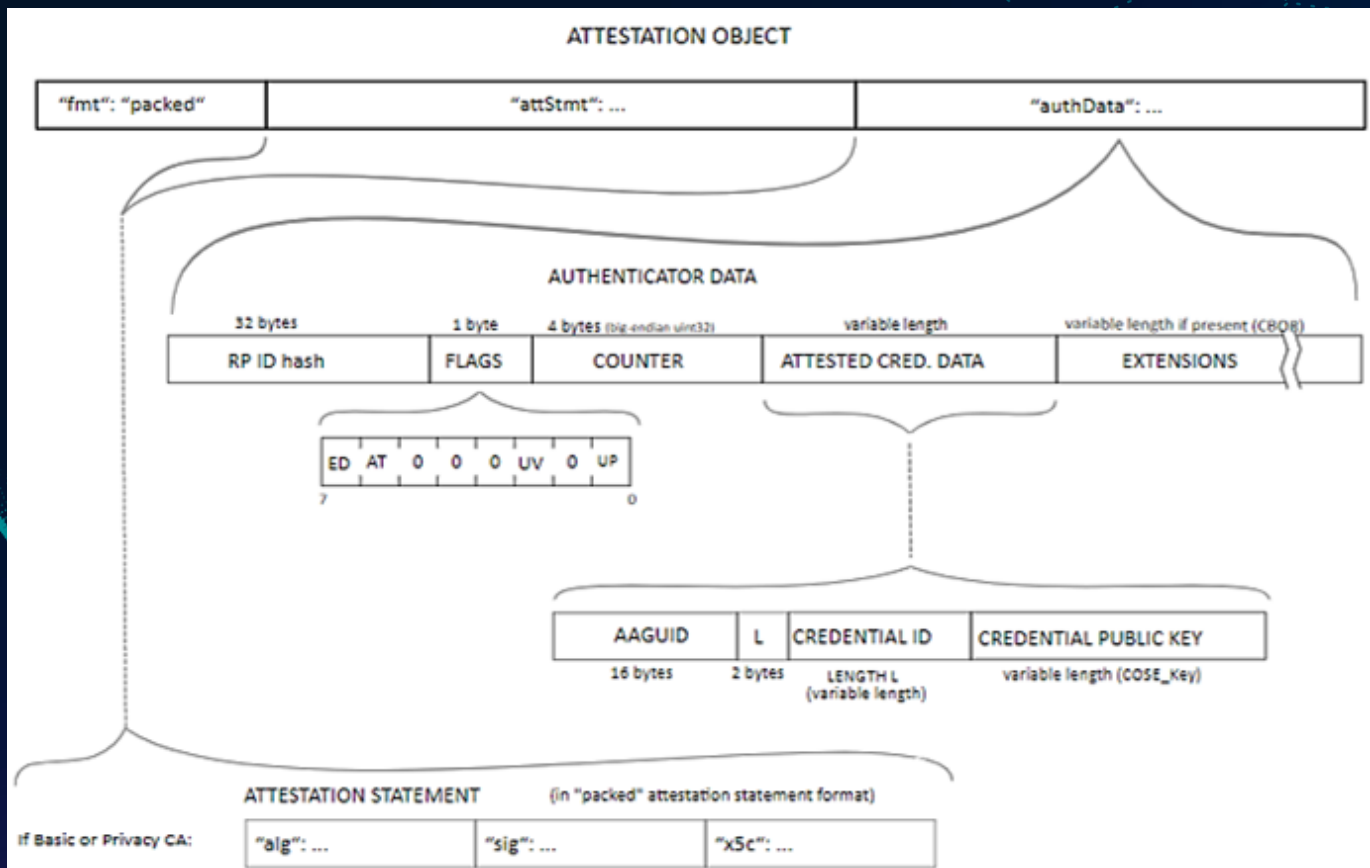 ATTESTATION OBJECT
“fmt”: “packed” “attStmt”: ... “authData”: ...
AUTHENTICATOR DATA
32 bytes 1 byte 4 bytes (big-endian uint32) variable length variable length if present (CBOR)
RP ID hash FLAGS COUNTER ATTESTED CRED. DATA EXTENSIONS
ED AT 0 0 0 UV 0 UP
7 0
AAGUID L CREDENTIAL ID CREDENTIAL PUBLIC KEY
16 bytes 2 bytes LENGTH L variable length (COSE_Key)
(variable length)
ATTESTATION STATEMENT (in "packed" attestation statement format)
If Basic or Privacy CA: “alg”: ... “sig”: ... “x5c”: ...